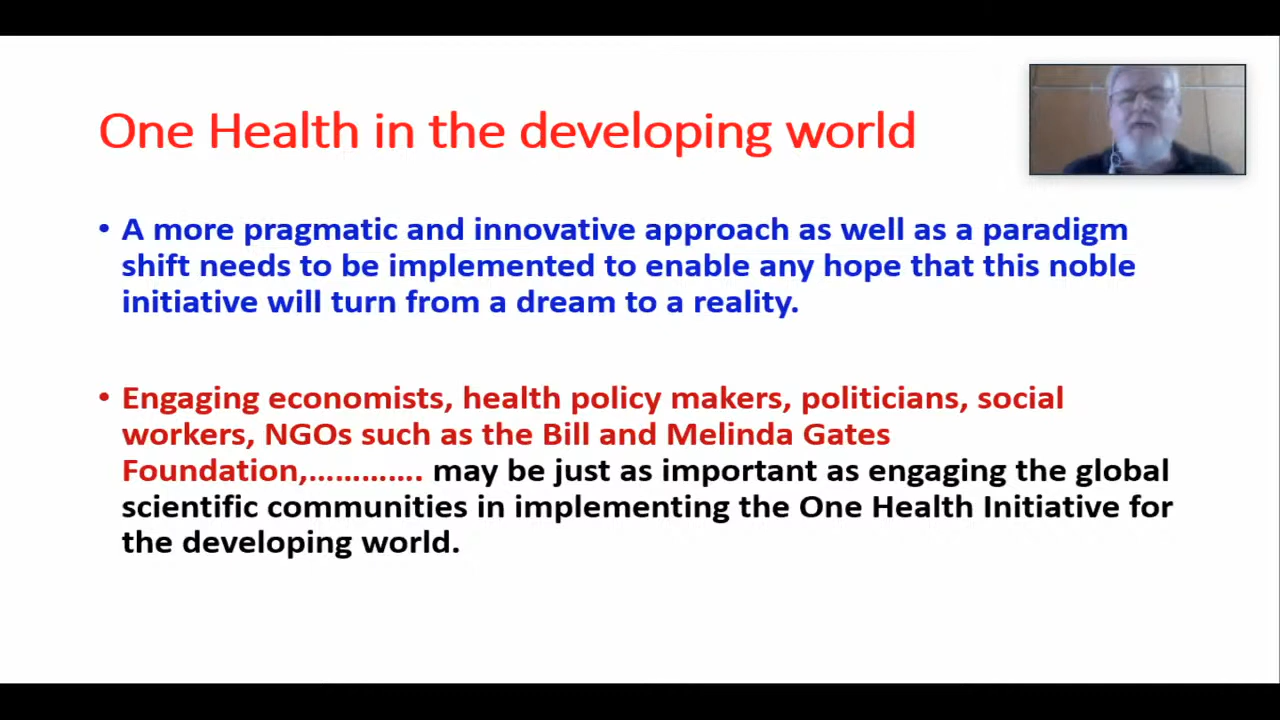 One Health in the developing world
• A more pragmatic and innovative approach as well as a paradigm
shift needs to be implemented to enable any hope that this noble
initiative will turn from a dream to a reality.
• Engaging economists, health policy makers, politicians, social
workers, NGOs such as the Bill and Melinda Gates
Foundation,…………. may be just as important as engaging the global
scientific communities in implementing the One Health Initiative for
the developing world.